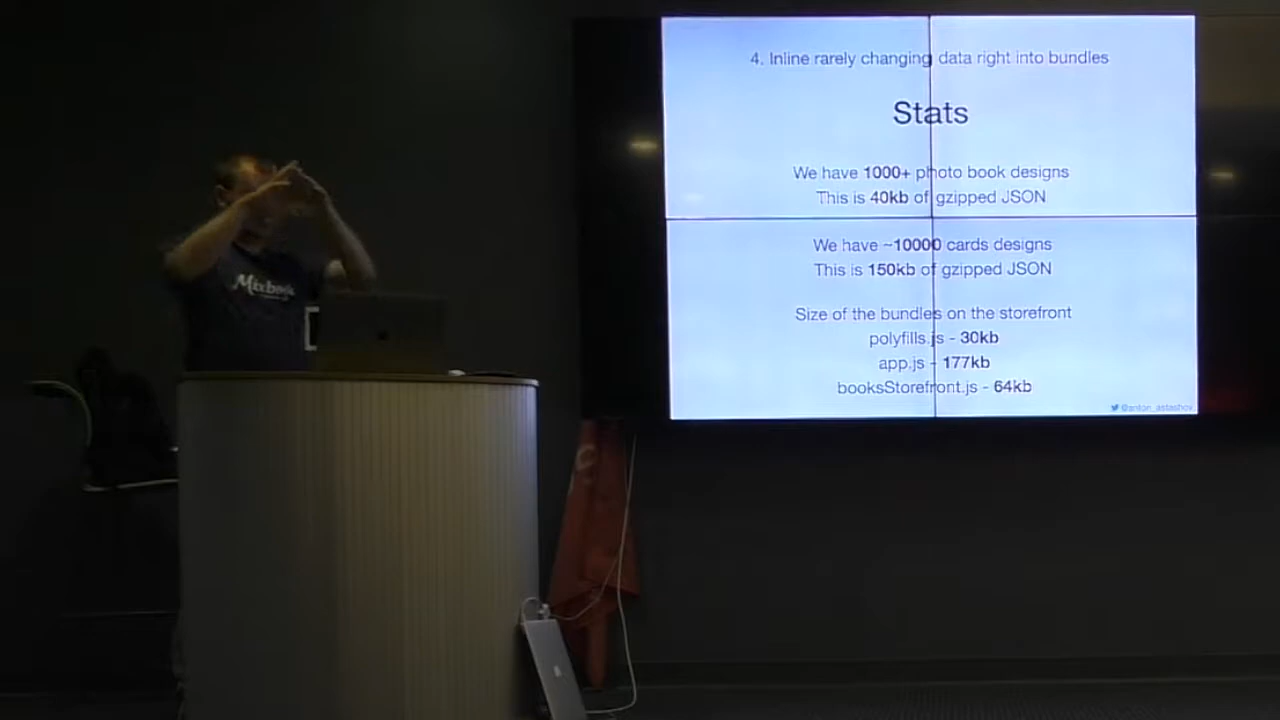 4. Inline rarely changing data right into bundles
Stats
We have 1000+ photo book designs
This is 40kb of gzipped JSON
We have ~10000 cards designs
This is 150kb of gzipped JSON
Size of the bundles on the storefront
polyfills.js - 30kb
app.js - 177kb
booksStorefront.js - 64kb
@anton_astashov
Mixbook